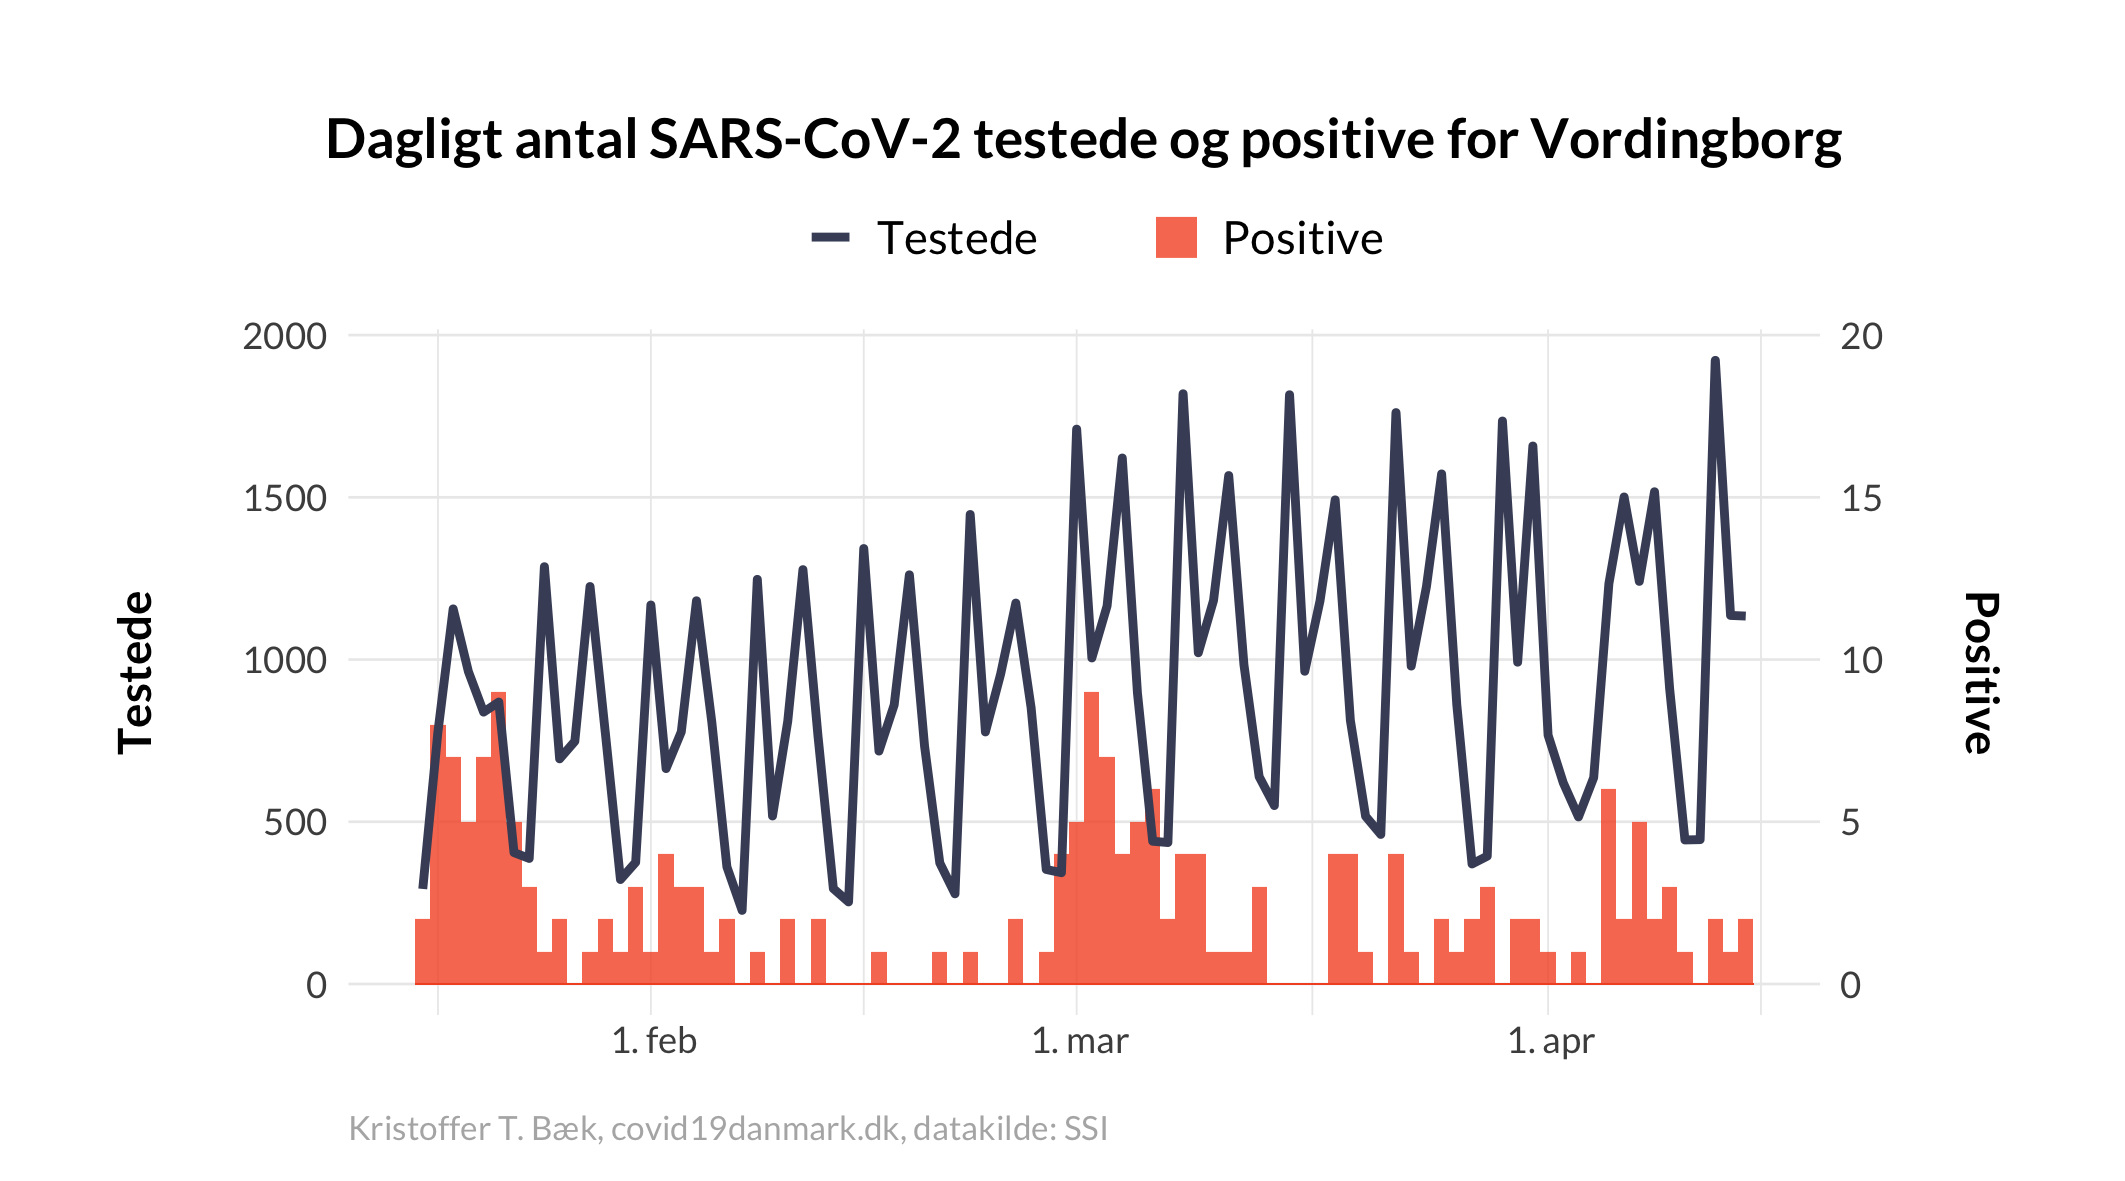 Dagligt antal SARS-CoV-2 testede og positive for Vordingborg
Testede
Positive
2000
1500
1000
500
0
20
15
10
5
0
Testede
Positive
1. feb
1. mar
1. apr
Kristoffer T. Bæk, covid19danmark.dk, datakilde: SSI